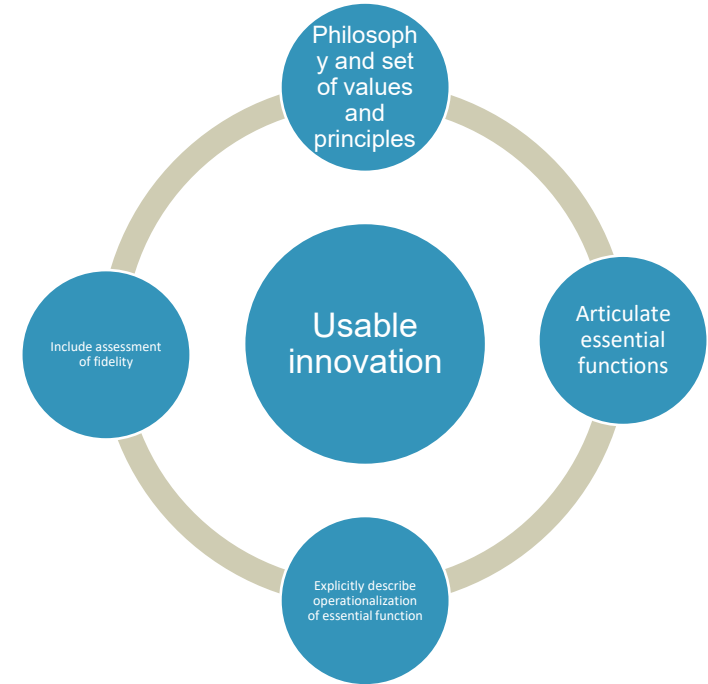 Philosoph
y and set
of values
and
principles
Usable
innovation
Articulate
essential
functions
Include assessment
of fidelity
Explicitly describe
operationalization
of essential function